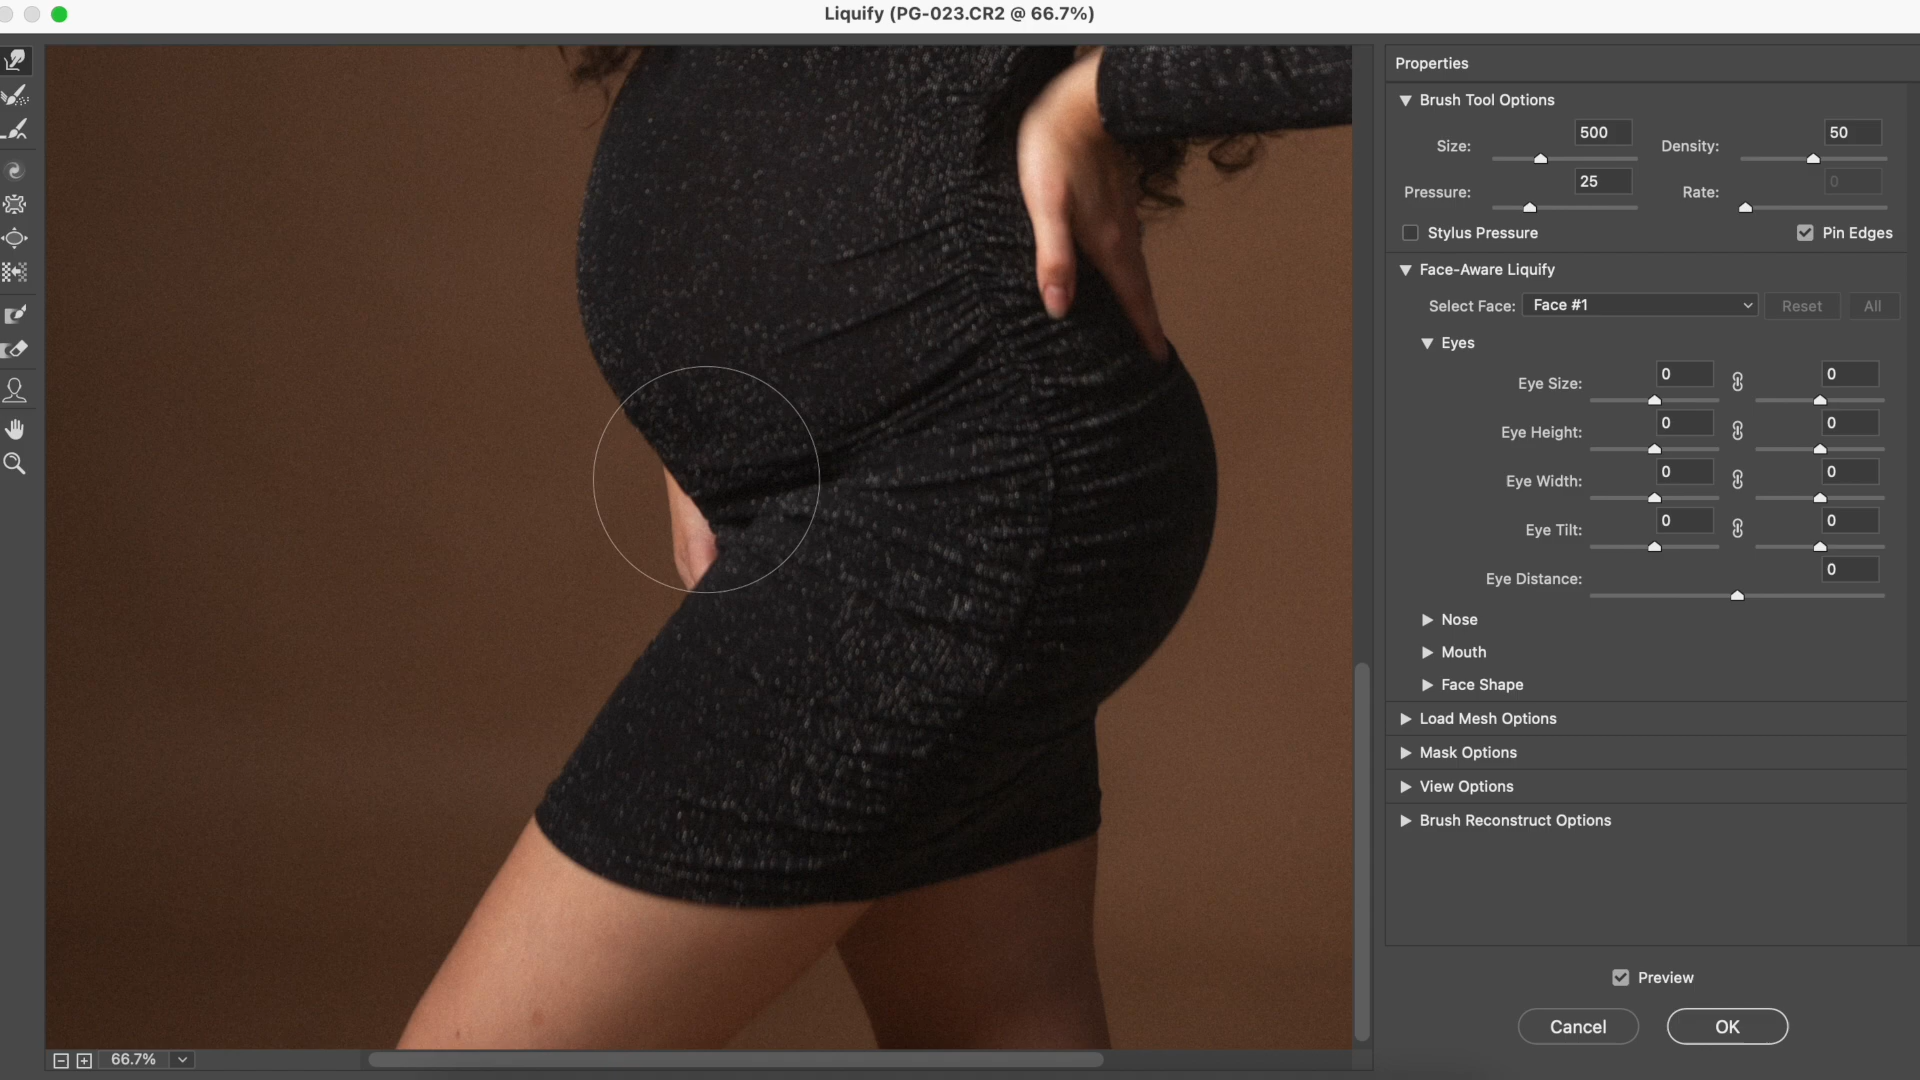 Liquify (PG-023.CR2 @ 66.7%)
Properties
Brush Tool Options
Size: 500 Density: 50
Pressure: 25 Rate: 0
Stylus Pressure Pin Edges
Face-Aware Liquify
Select Face: Face #1 Reset All
Eyes
Eye Size: 0 0
Eye Height: 0 0
Eye Width: 0 0
Eye Tilt: 0 0
Eye Distance: 0
Nose
Mouth
Face Shape
Load Mesh Options
Mask Options
View Options
Brush Reconstruct Options
Preview
Cancel OK
66.7%